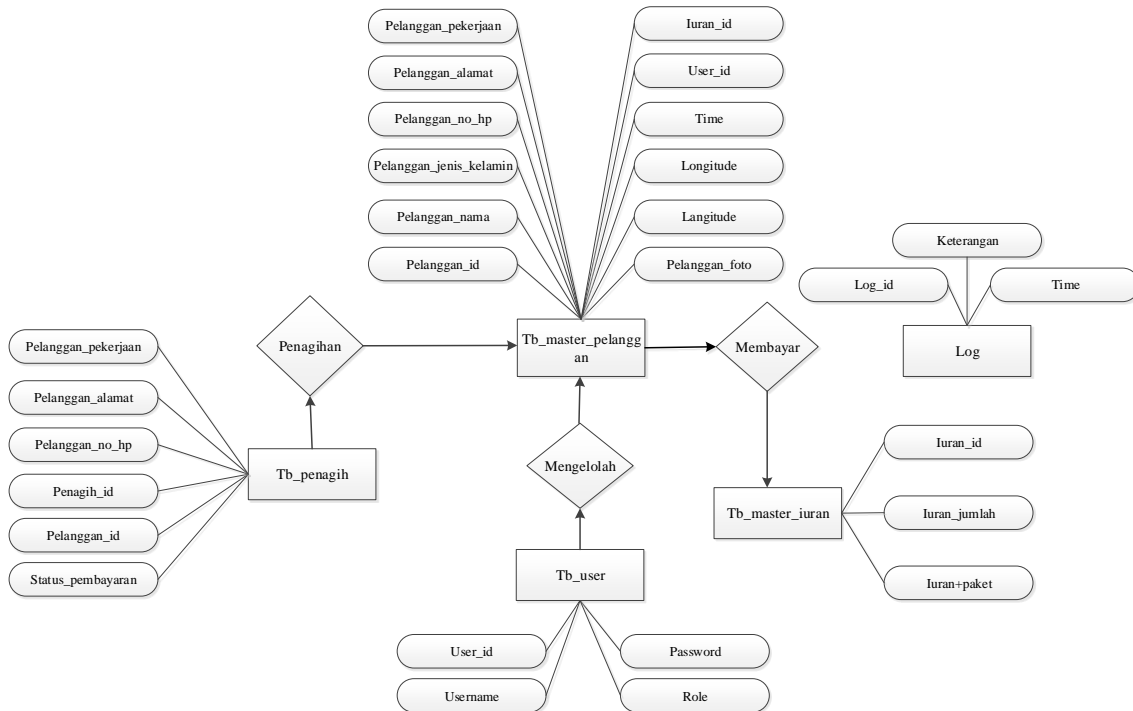 Pelanggan_pekerjaan
Iuran_id
Pelanggan_alamat
User_id
Pelanggan_no_hp
Time
Pelanggan_jenis_kelamin
Longitude
Pelanggan_nama
Langitude
Pelanggan_id
Pelanggan_foto
Keterangan
Log_id
Time
Log
Tb_master_pelangg
an
Penagihan
Membayar
Pelanggan_pekerjaan
Pelanggan_alamat
Pelanggan_no_hp
Penagih_id
Pelanggan_id
Status_pembayaran
Tb_penagih
Mengelolah
Iuran_id
Tb_master_iuran
Iuran_jumlah
Iuran+paket
Tb_user
User_id
Password
Username
Role